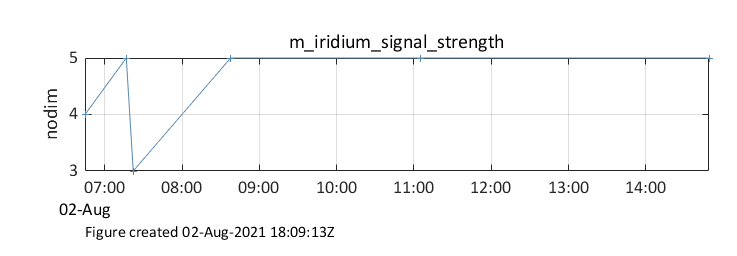 m_iridium_signal_strength
5
4
3
nodim
07:00 08:00 09:00 10:00 11:00 12:00 13:00 14:00
02-Aug
Figure created 02-Aug-2021 18:09:13Z